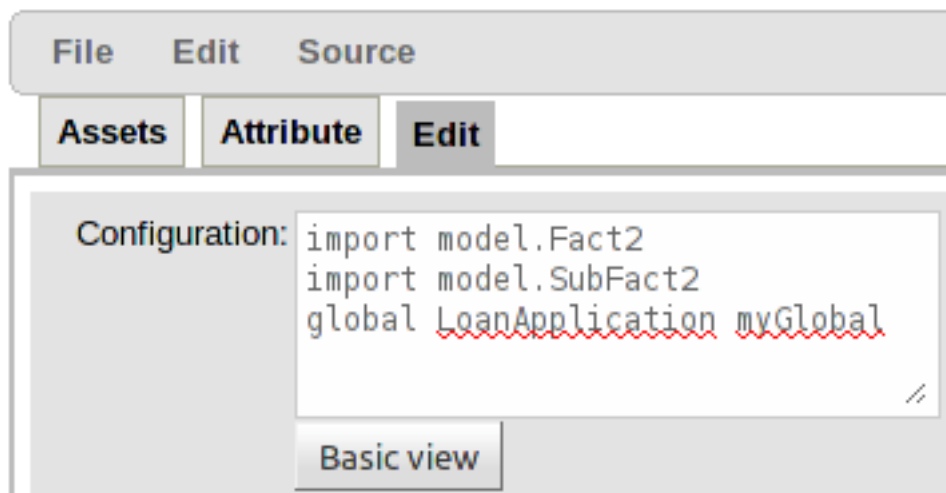 File Edit Source
Assets Attribute Edit
Configuration:
import model.Fact2
import model.SubFact2
global LoanApplication myGlobal
Basic view